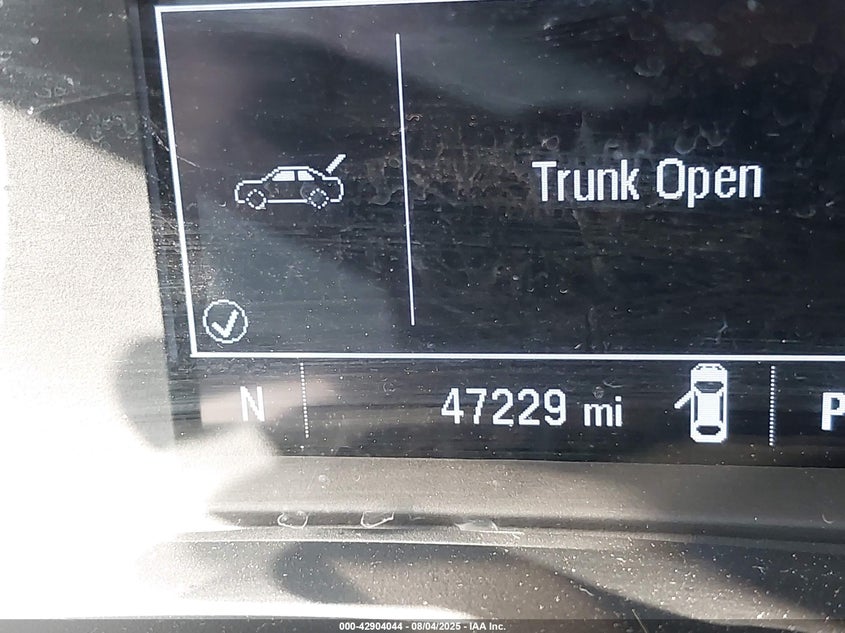 Trunk Open
N
47229 mi
P
000-42904044 - 08/04/2025 - IAA Inc.